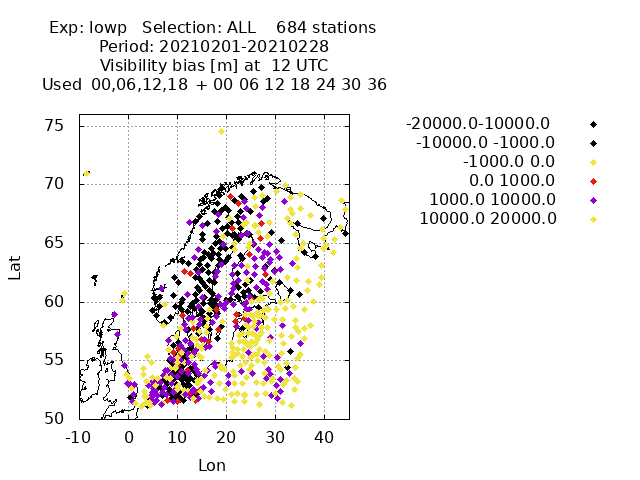 Exp: lowp   Selection: ALL    684 stations
Period: 20210201-20210228
Visibility bias [m] at  12 UTC
Used  00,06,12,18  + 00 06 12 18 24 30 36
-20000.0-10000.0
-10000.0 -1000.0
-1000.0 0.0
0.0 1000.0
1000.0 10000.0
10000.0 20000.0
75
70
65
60
55
50
Lat
-10 0 10 20 30 40
Lon